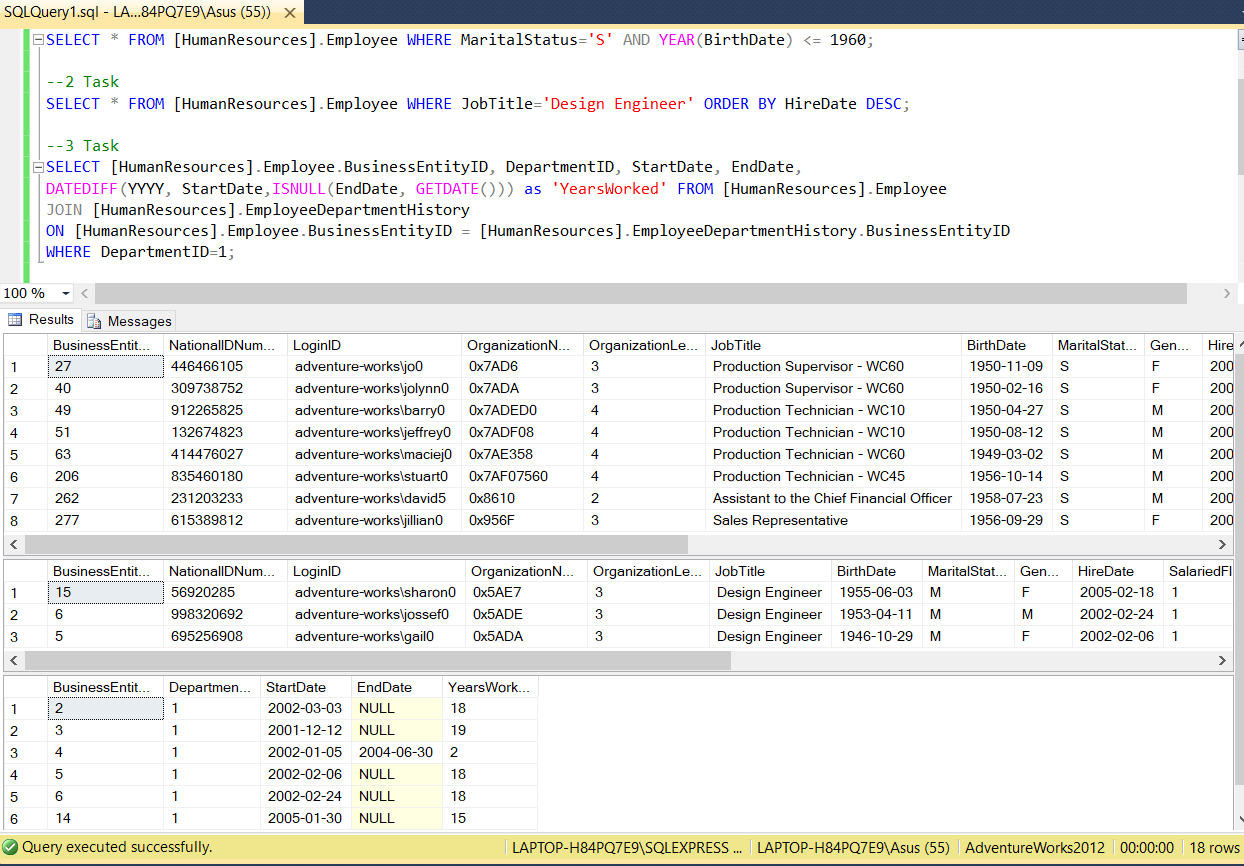 SQLQuery1.sql - LA...84PQ7E9\Asus (55))
SELECT * FROM [HumanResources].Employee WHERE MaritalStatus='S' AND YEAR(BirthDate) <= 1960;
--2 Task
SELECT * FROM [HumanResources].Employee WHERE JobTitle='Design Engineer' ORDER BY HireDate DESC;
--3 Task
SELECT [HumanResources].Employee.BusinessEntityID, DepartmentID, StartDate, EndDate,
DATEDIFF(YYYY, StartDate,ISNULL(EndDate, GETDATE())) as 'YearsWorked' FROM [HumanResources].Employee
JOIN [HumanResources].EmployeeDepartmentHistory
ON [HumanResources].Employee.BusinessEntityID = [HumanResources].EmployeeDepartmentHistory.BusinessEntityID
WHERE DepartmentID=1;
100 %
Results Messages
BusinessEntit... NationalIDNum... LoginID OrganizationN... OrganizationLe... JobTitle BirthDate MaritalStat... Gen... Hire
1 27 446466105 adventure-works\jo0 0x7AD6 3 Production Supervisor - WC60 1950-11-09 S F 200
2 40 309738752 adventure-works\jolynn0 0x7ADA 3 Production Supervisor - WC60 1950-02-16 S F 200
3 49 912265825 adventure-works\barry0 0x7ADED0 4 Production Technician - WC10 1950-04-27 S M 200
4 51 132674823 adventure-works\jeffrey0 0x7ADF08 4 Production Technician - WC10 1950-08-12 S M 200
5 63 414476027 adventure-works\maciej0 0x7AE358 4 Production Technician - WC60 1949-03-02 S M 200
6 206 835460180 adventure-works\stuart0 0x7AF07560 4 Production Technician - WC45 1956-10-14 S M 200
7 262 231203233 adventure-works\david5 0x8610 2 Assistant to the Chief Financial Officer 1958-07-23 S M 200
8 277 615389812 adventure-works\jillian0 0x956F 3 Sales Representative 1956-09-29 S F 200
BusinessEntit... NationalIDNum... LoginID OrganizationN... OrganizationLe... JobTitle BirthDate MaritalStat... Gen... HireDate SalariedFl
1 15 56920285 adventure-works\sharon0 0x5AE7 3 Design Engineer 1955-06-03 M F 2005-02-18 1
2 6 998320692 adventure-works\jossef0 0x5ADE 3 Design Engineer 1953-04-11 M M 2002-02-24 1
3 5 695256908 adventure-works\gail0 0x5ADA 3 Design Engineer 1946-10-29 M F 2002-02-06 1
BusinessEntit... Departmen... StartDate EndDate YearsWork...
1 2 1 2002-03-03 NULL 18
2 3 1 2001-12-12 NULL 19
3 4 1 2002-01-05 2004-06-30 2
4 5 1 2002-02-06 NULL 18
5 6 1 2002-02-24 NULL 18
6 14 1 2005-01-30 NULL 15
Query executed successfully. LAPTOP-H84PQ7E9\SQLEXPRESS ... LAPTOP-H84PQ7E9\Asus (55) AdventureWorks2012 00:00:00 18 rows